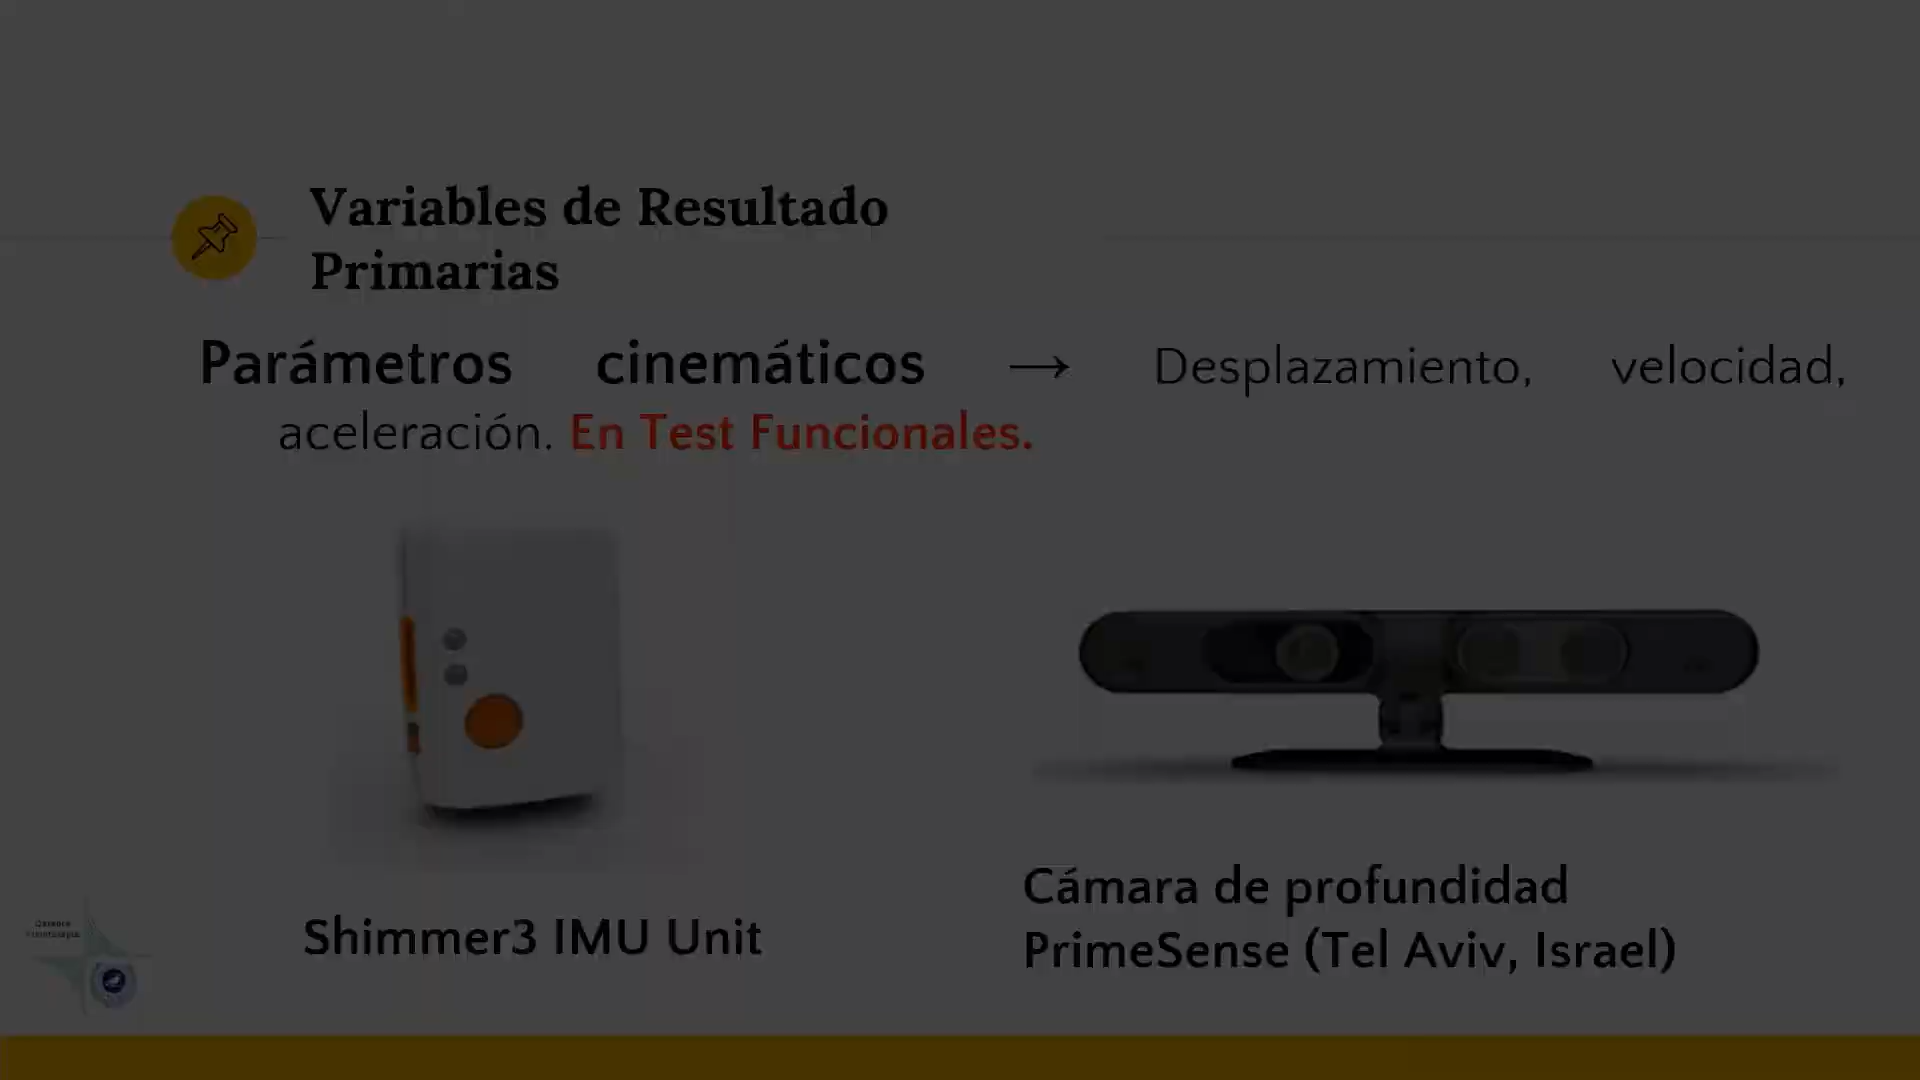 Variables de Resultado
Primarias
Parámetros cinemáticos → Desplazamiento, velocidad,
aceleración. En Test Funcionales.
Shimmer3 IMU Unit
Cámara de profundidad
PrimeSense (Tel Aviv, Israel)